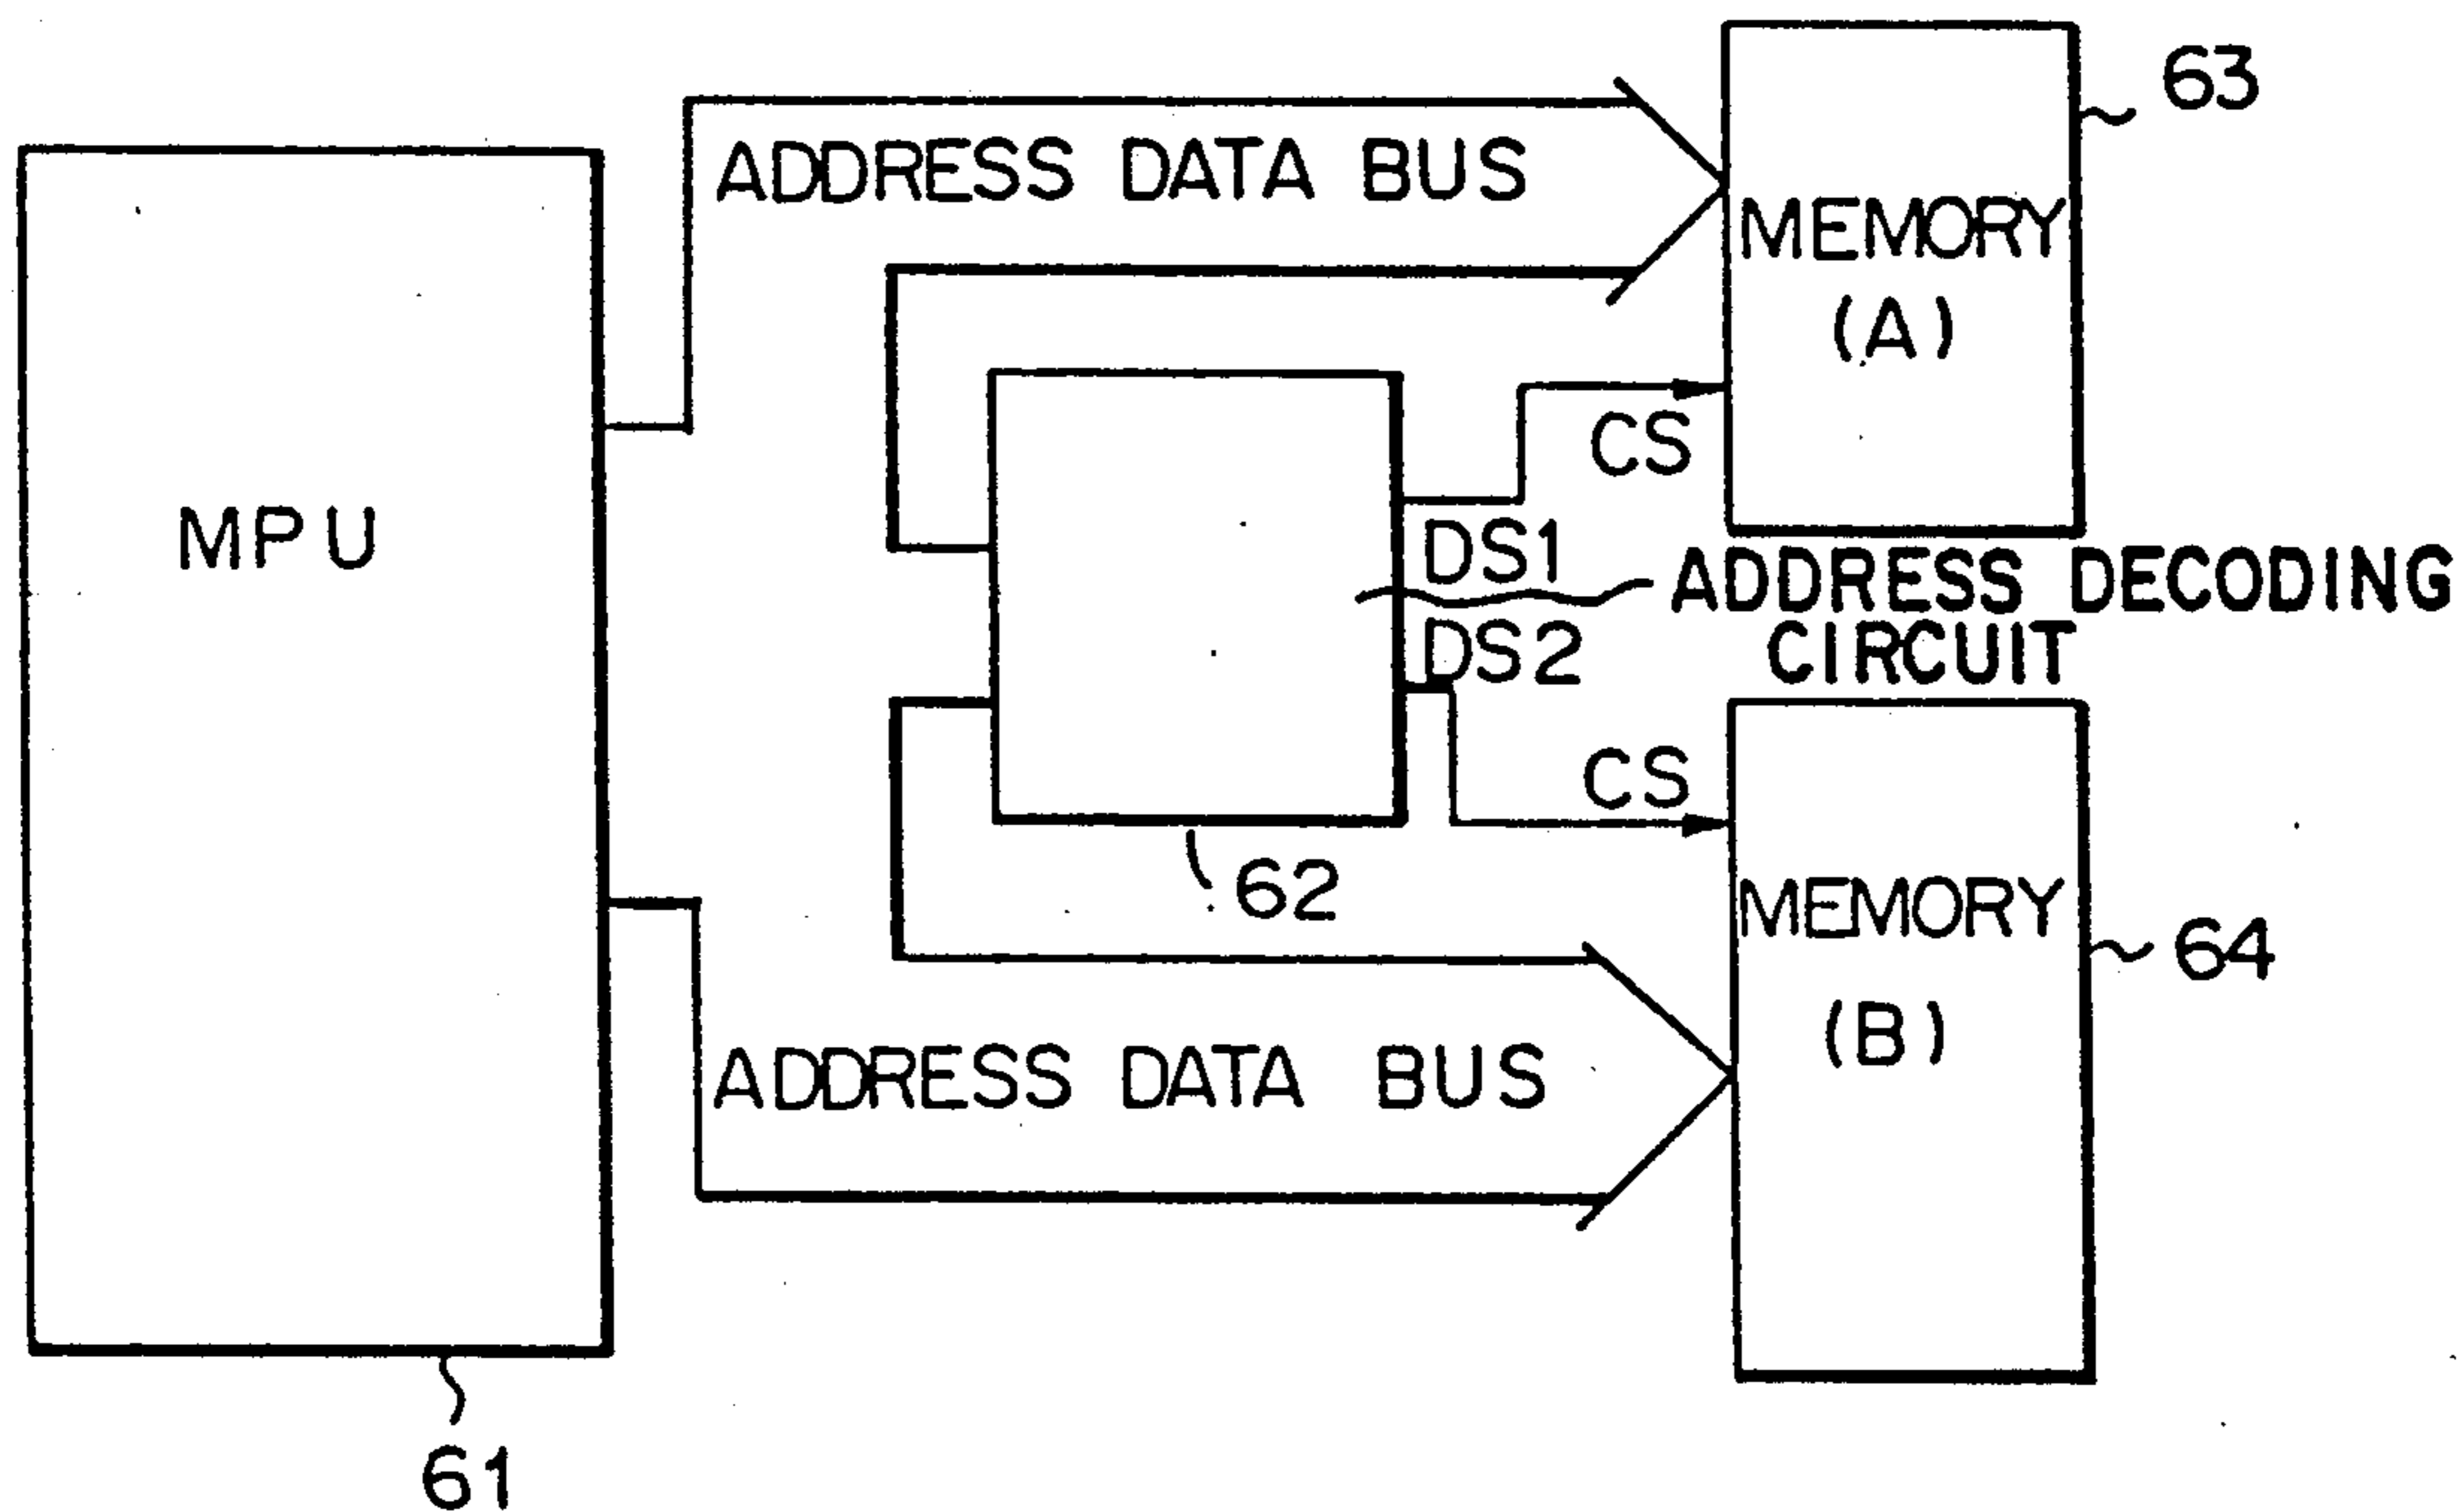 63
ADDRESS DATA BUS
MEMORY
(A)
CS
MPU
DS1
ADDRESS DECODING
CIRCUIT
DS2
CS
62
MEMORY
(B)
64
ADDRESS DATA BUS
61